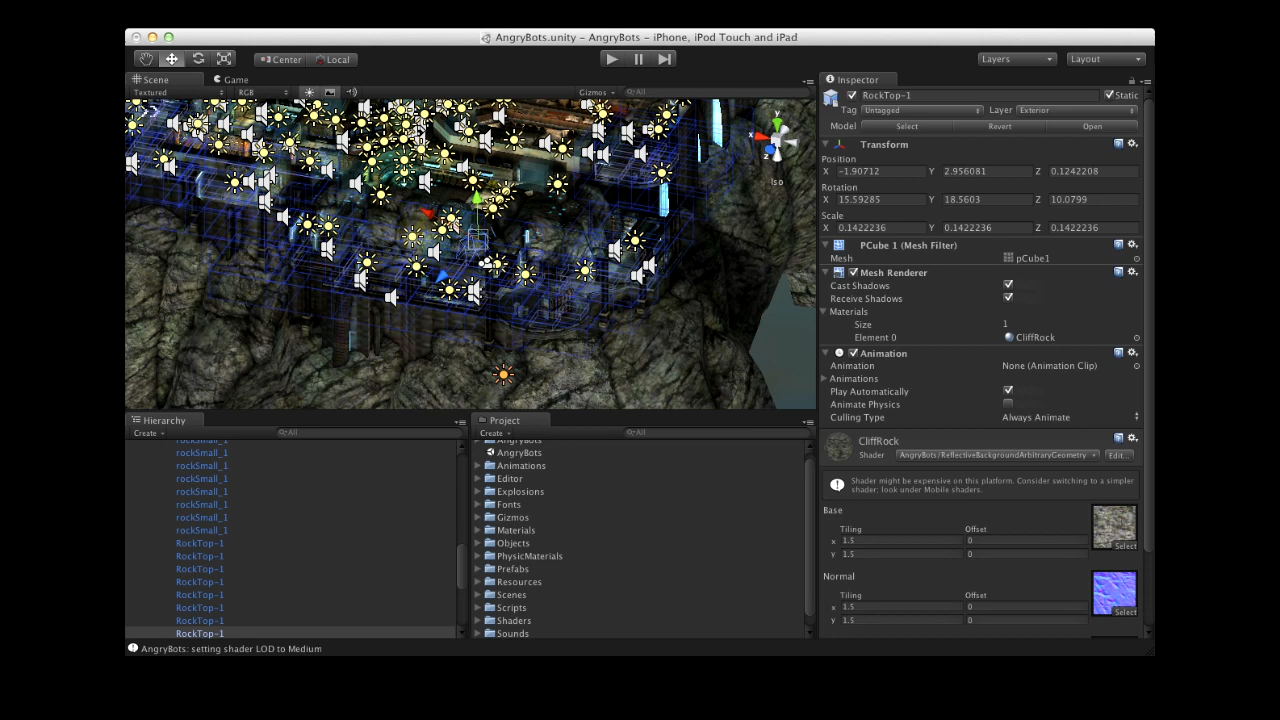 AngryBots.unity – AngryBots – iPhone, iPod Touch and iPad
Center Local Layers Layout
Scene Game
Textured RGB Gizmos All
x y z
Iso
Inspector
RockTop-1 Static
Tag Untagged Layer Exterior
Model Select Revert Open
Transform
Position
X -1.90712 Y 2.956081 Z 0.1242208
Rotation
X 15.59285 Y 18.5603 Z 10.0799
Scale
X 0.1422236 Y 0.1422236 Z 0.1422236
PCube 1 (Mesh Filter)
Mesh pCube1
Mesh Renderer
Cast Shadows
Receive Shadows
Materials
Size 1
Element 0 CliffRock
Animation
Animation None (Animation Clip)
Animations
Play Automatically
Animate Physics
Culling Type Always Animate
CliffRock
Shader AngryBots/ReflectiveBackgroundArbitraryGeometry Edit...
Shader might be expensive on this platform. Consider switching to a simpler
shader; look under Mobile shaders.
Base
Tiling Offset
x 1.5 0
y 1.5 0
Select
Normal
Tiling Offset
x 1.5 0
y 1.5 0
Select
Hierarchy
Create All
rockSmall_1
rockSmall_1
rockSmall_1
rockSmall_1
rockSmall_1
rockSmall_1
rockSmall_1
rockSmall_1
RockTop-1
RockTop-1
RockTop-1
RockTop-1
RockTop-1
RockTop-1
RockTop-1
RockTop-1
Project
Create All
AngryBots
AngryBots
Animations
Editor
Explosions
Fonts
Gizmos
Materials
Objects
PhysicMaterials
Prefabs
Resources
Scenes
Scripts
Shaders
Sounds
AngryBots: setting shader LOD to Medium